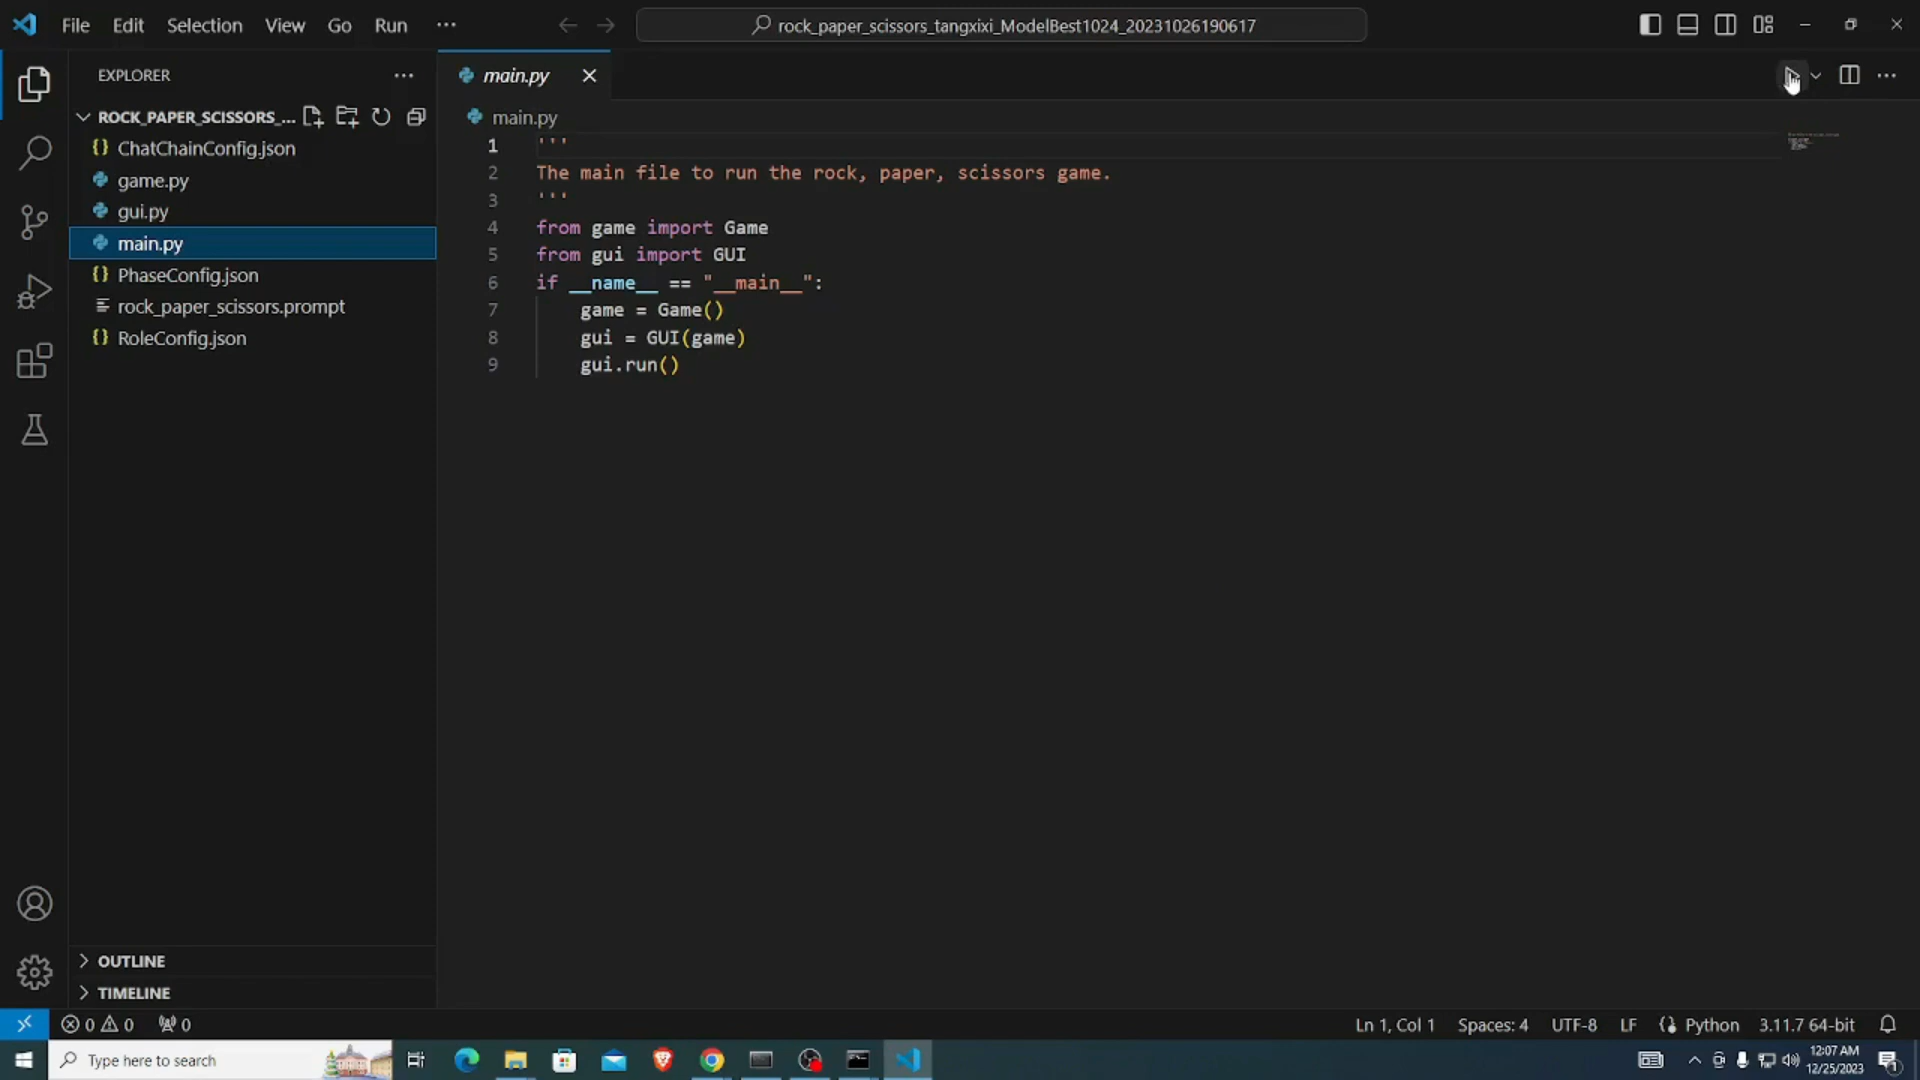 File Edit Selection View Go Run ···
rock_paper_scissors_tangxixi_ModelBest1024_20231026190617
EXPLORER
ROCK_PAPER_SCISSORS_...
ChatChainConfig.json
game.py
gui.py
main.py
PhaseConfig.json
rock_paper_scissors.prompt
RoleConfig.json
OUTLINE
TIMELINE
main.py
main.py
1 '''
2 The main file to run the rock, paper, scissors game.
3 '''
4 from game import Game
5 from gui import GUI
6 if __name__ == "__main__":
7 game = Game()
8 gui = GUI(game)
9 gui.run()
0 0 0
Ln 1, Col 1 Spaces: 4 UTF-8 LF Python 3.11.7 64-bit
Type here to search
12:07 AM
12/25/2023
1